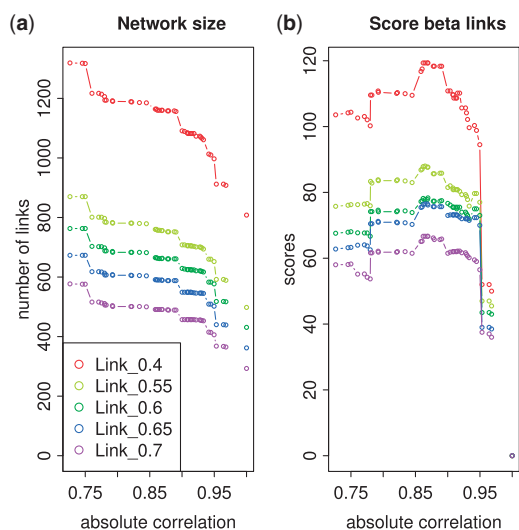 (a) Network size
number of links
0 200 400 600 800 1000 1200
Link_0.4
Link_0.55
Link_0.6
Link_0.65
Link_0.7
0.75 0.85 0.95
absolute correlation
(b) Score beta links
scores
0 20 40 60 80 100 120
0.75 0.85 0.95
absolute correlation